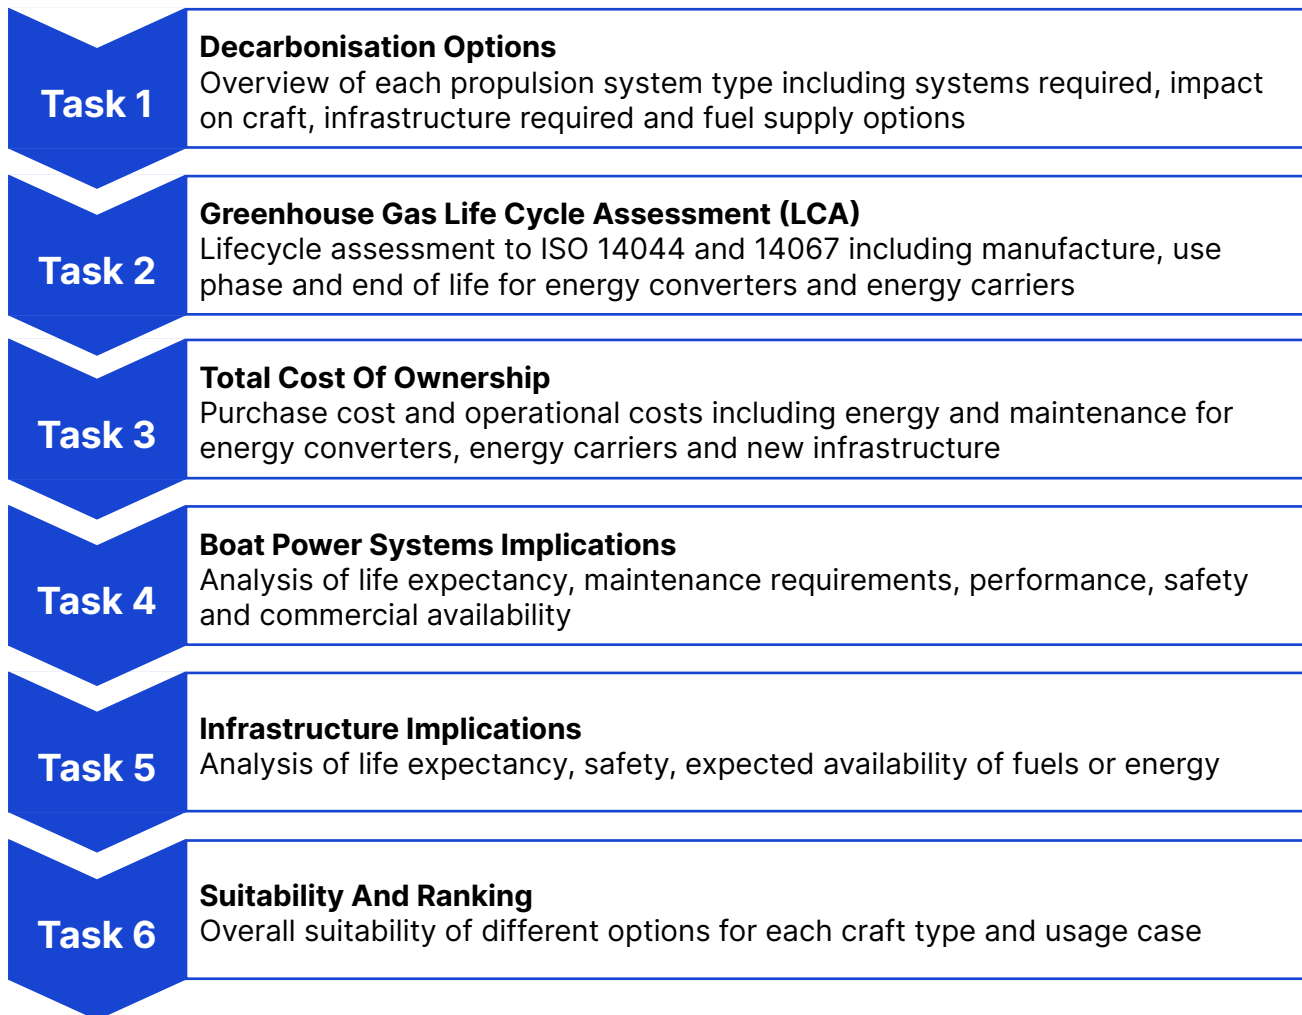 Task 1
Decarbonisation Options
Overview of each propulsion system type including systems required, impact
on craft, infrastructure required and fuel supply options
Task 2
Greenhouse Gas Life Cycle Assessment (LCA)
Lifecycle assessment to ISO 14044 and 14067 including manufacture, use
phase and end of life for energy converters and energy carriers
Task 3
Total Cost Of Ownership
Purchase cost and operational costs including energy and maintenance for
energy converters, energy carriers and new infrastructure
Task 4
Boat Power Systems Implications
Analysis of life expectancy, maintenance requirements, performance, safety
and commercial availability
Task 5
Infrastructure Implications
Analysis of life expectancy, safety, expected availability of fuels or energy
Task 6
Suitability And Ranking
Overall suitability of different options for each craft type and usage case